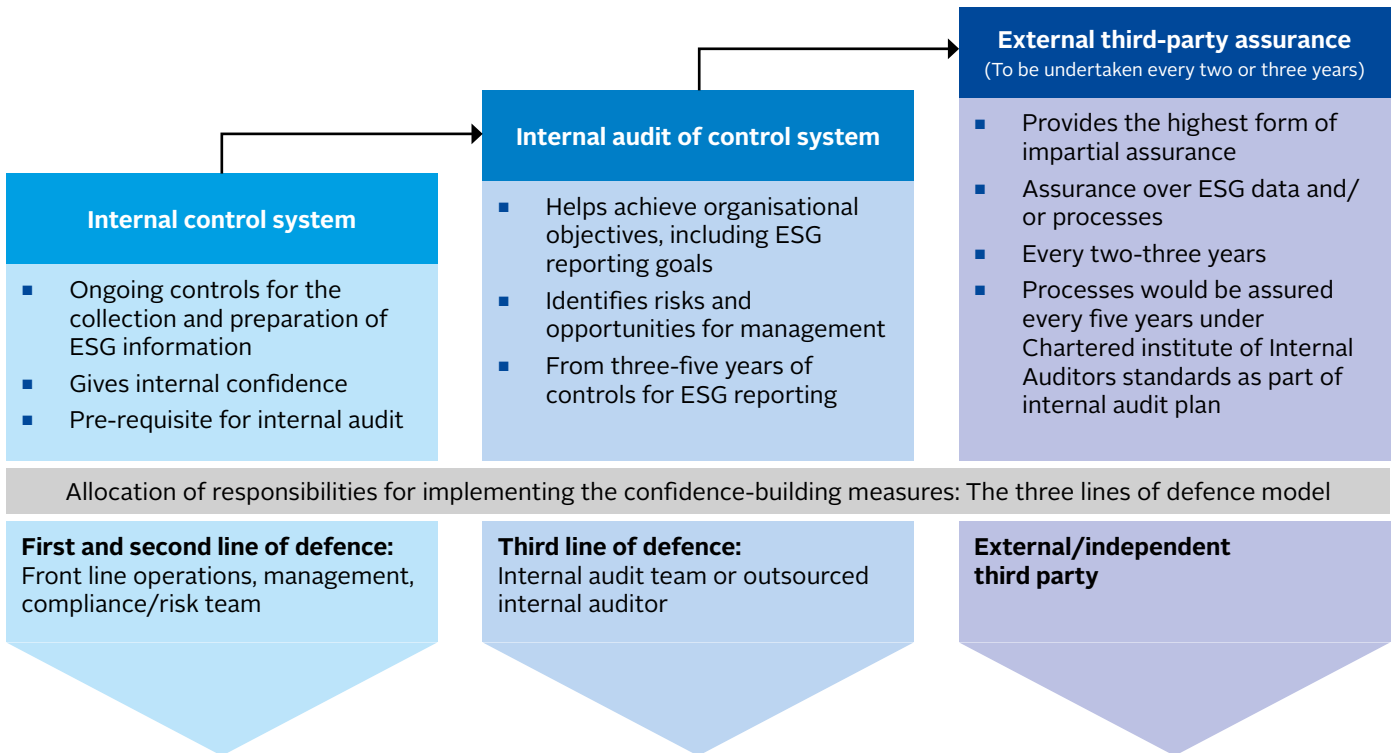 External third-party assurance
(To be undertaken every two or three years)
Internal audit of control system
Internal control system
Ongoing controls for the
collection and preparation of
ESG information
Gives internal confidence
Pre-requisite for internal audit
Helps achieve organisational
objectives, including ESG
reporting goals
Identifies risks and
opportunities for management
From three-five years of
controls for ESG reporting
Provides the highest form of
impartial assurance
Assurance over ESG data and/
or processes
Every two-three years
Processes would be assured
every five years under
Chartered institute of Internal
Auditors standards as part of
internal audit plan
Allocation of responsibilities for implementing the confidence-building measures: The three lines of defence model
First and second line of defence:
Front line operations, management,
compliance/risk team
Third line of defence:
Internal audit team or outsourced
internal auditor
External/independent
third party